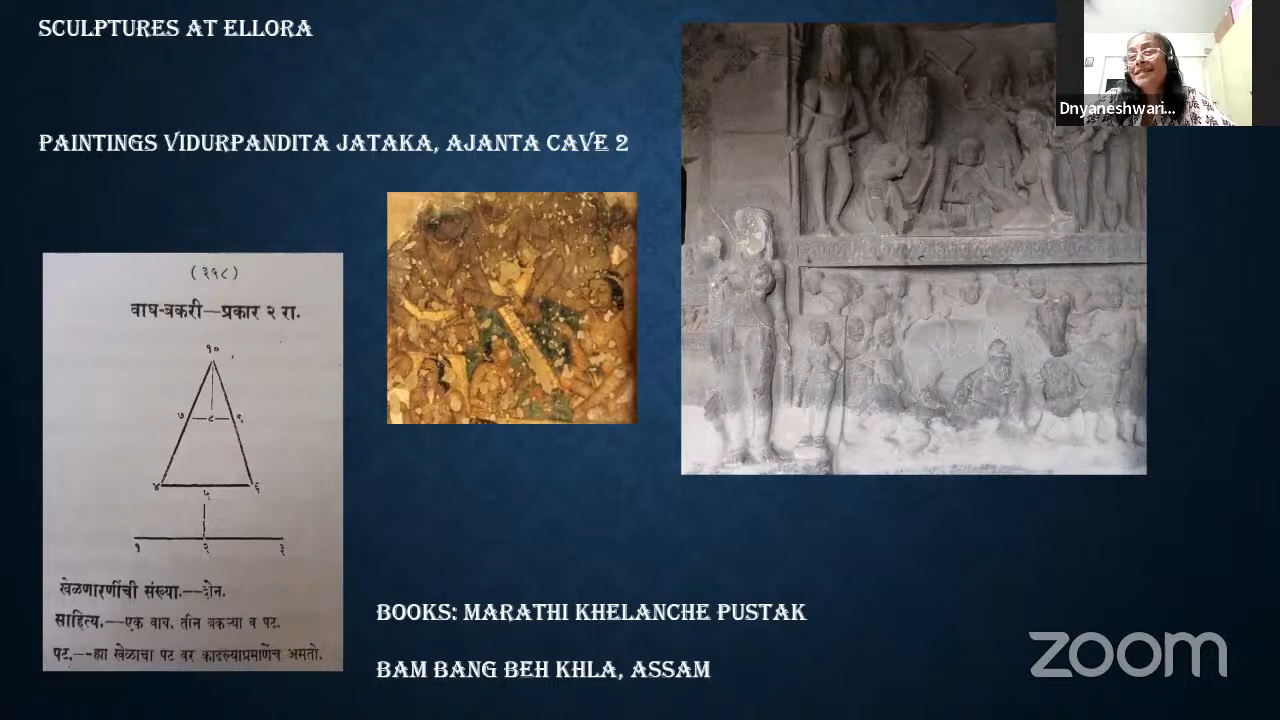 SCULPTURES AT ELLORA
PAINTINGS VIDURPANDITA JATAKA, AJANTA CAVE 2
Dnyaneshwari...
(३५८)
वाघ-बकरी—प्रकार २ रा.
१०
७ ८ ९
४ ५ ६
१ २ ३
खेळणारणींची संख्या.—दोन.
साहित्य.—एक वाघ, तीन बकऱ्या व पट.
पट.—ह्या खेळाचा पट वर काढल्याप्रमाणेंच असतो.
BOOKS: MARATHI KHELANCHE PUSTAK
BAM BANG BEH KHLA, ASSAM
zoom